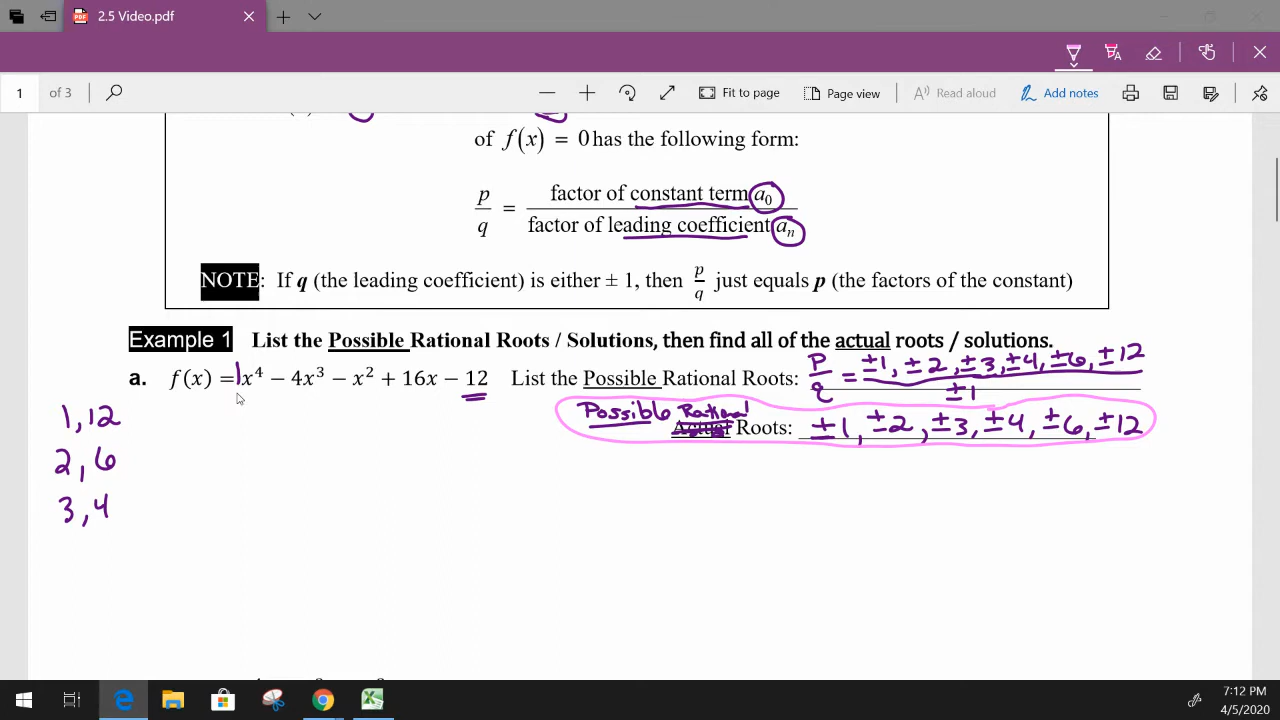 2.5 Video.pdf
1 of 3 Fit to page Page view Read aloud Add notes
of f(x) = 0 has the following form:
p/q = factor of constant term a₀ / factor of leading coefficient aₙ
NOTE: If q (the leading coefficient) is either ± 1, then p/q just equals p (the factors of the constant)
Example 1 List the Possible Rational Roots / Solutions, then find all of the actual roots / solutions.
a. f(x) = 1x⁴ − 4x³ − x² + 16x − 12 List the Possible Rational Roots: P/q = ±1, ±2, ±3, ±4, ±6, ±12 / ±1
Possible Rational
Actual Roots: ±1, ±2, ±3, ±4, ±6, ±12
1, 12
2, 6
3, 4
7:12 PM
4/5/2020